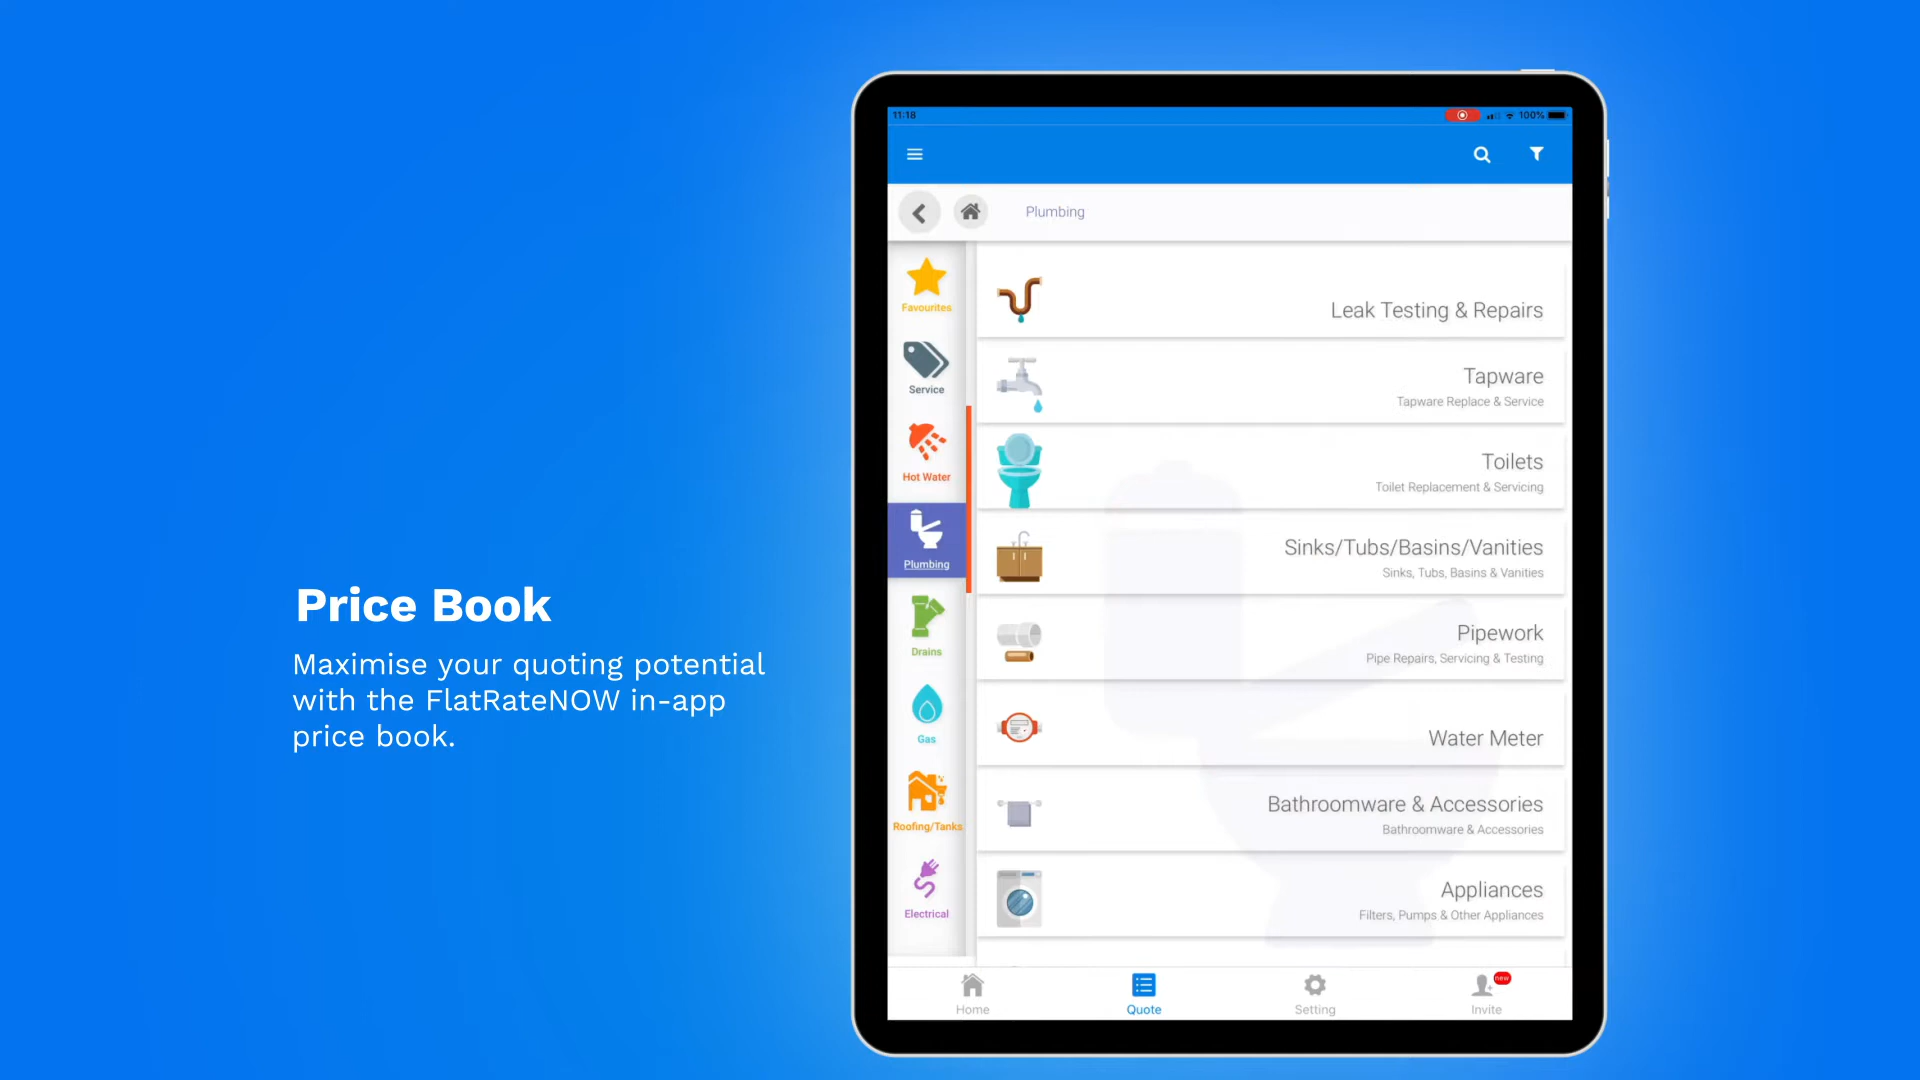 Price Book
Maximise your quoting potential
with the FlatRateNOW in-app
price book.
11:18
100%
Plumbing
Favourites
Service
Hot Water
Plumbing
Drains
Gas
Roofing/Tanks
Electrical
Leak Testing & Repairs
Tapware
Tapware Replace & Service
Toilets
Toilet Replacement & Servicing
Sinks/Tubs/Basins/Vanities
Sinks, Tubs, Basins & Vanities
Pipework
Pipe Repairs, Servicing & Testing
Water Meter
Bathroomware & Accessories
Bathroomware & Accessories
Appliances
Filters, Pumps & Other Appliances
Home
Quote
Setting
new
Invite